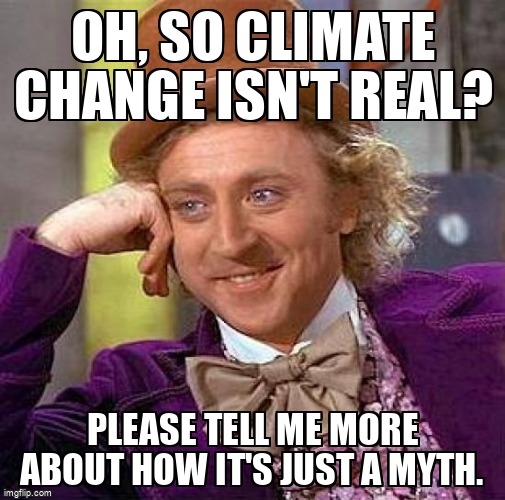 OH, SO CLIMATE
CHANGE ISN'T REAL?
PLEASE TELL ME MORE
ABOUT HOW IT'S JUST A MYTH.
imgflip.com